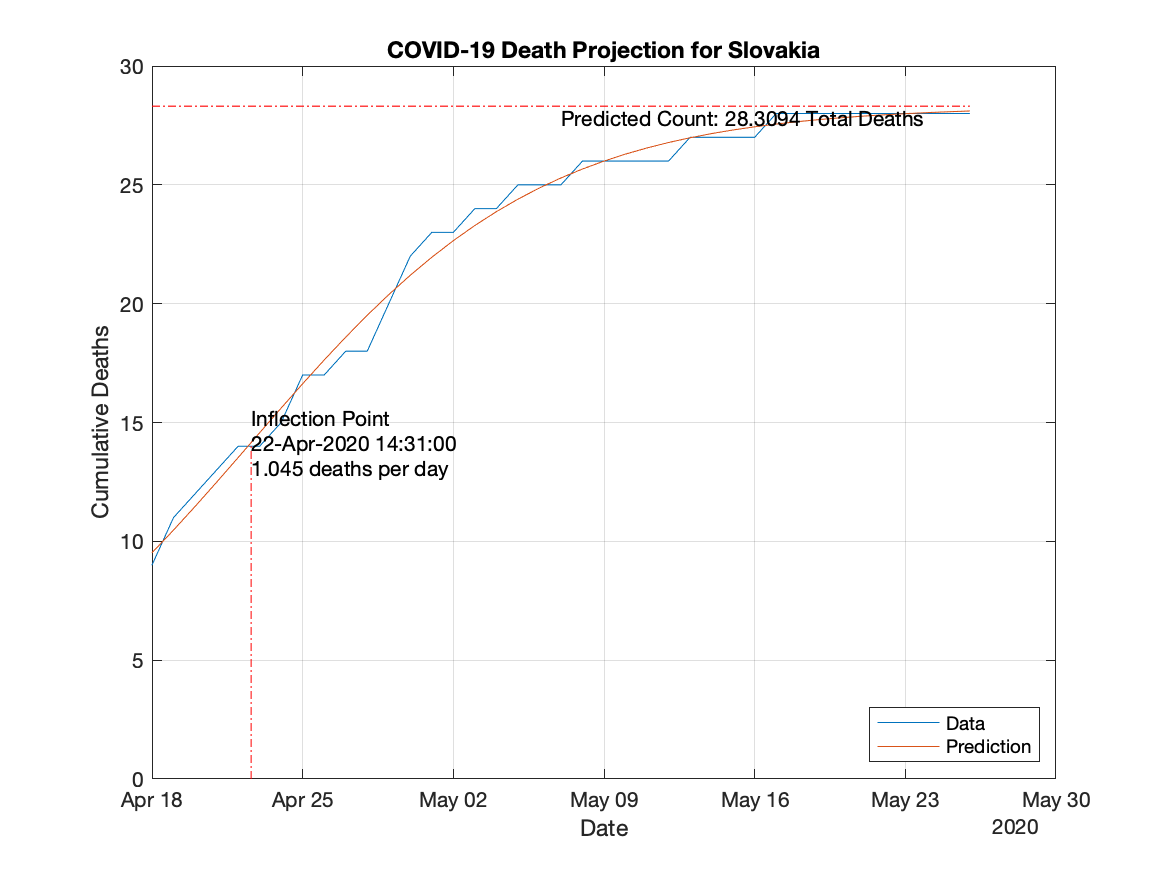 COVID-19 Death Projection for Slovakia
30
Predicted Count: 28.3094 Total Deaths
25
20
15
Inflection Point
22-Apr-2020 14:31:00
1.045 deaths per day
10
5
0
Cumulative Deaths
Data
Prediction
Apr 18 Apr 25 May 02 May 09 May 16 May 23 May 30
Date
2020